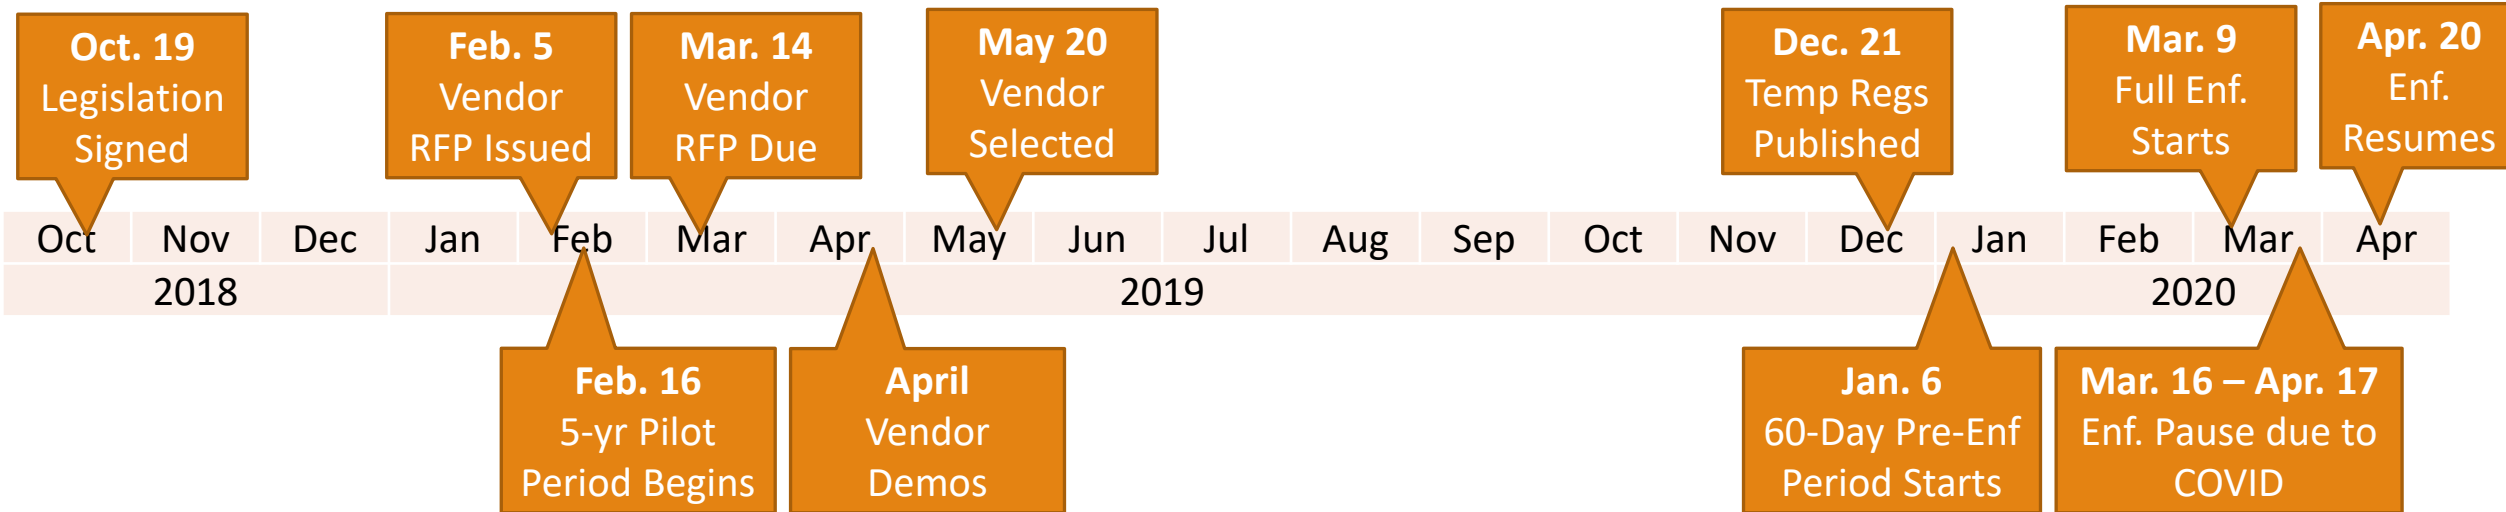 Oct. 19
Legislation
Signed
Feb. 5
Vendor
RFP Issued
Mar. 14
Vendor
RFP Due
May 20
Vendor
Selected
Dec. 21
Temp Regs
Published
Mar. 9
Full Enf.
Starts
Apr. 20
Enf.
Resumes
Oct Nov Dec Jan Feb Mar Apr May Jun Jul Aug Sep Oct Nov Dec Jan Feb Mar Apr
2018 2019 2020
Feb. 16
5-yr Pilot
Period Begins
April
Vendor
Demos
Jan. 6
60-Day Pre-Enf
Period Starts
Mar. 16 – Apr. 17
Enf. Pause due to
COVID